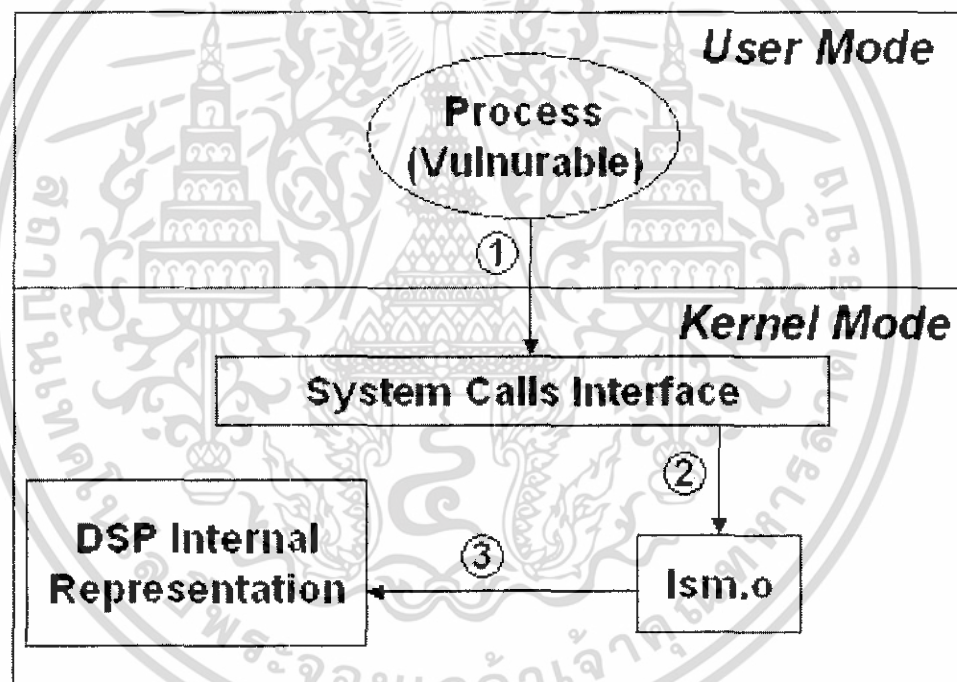 User Mode
Process
(Vulnurable)
1
Kernel Mode
System Calls Interface
2
DSP Internal
Representation
3
lsm.o